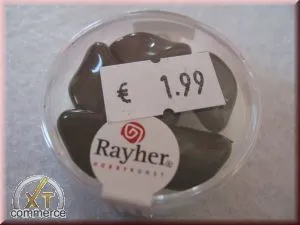 € 1.99
Rayher®
HOBBYKUNST
XT
commerce